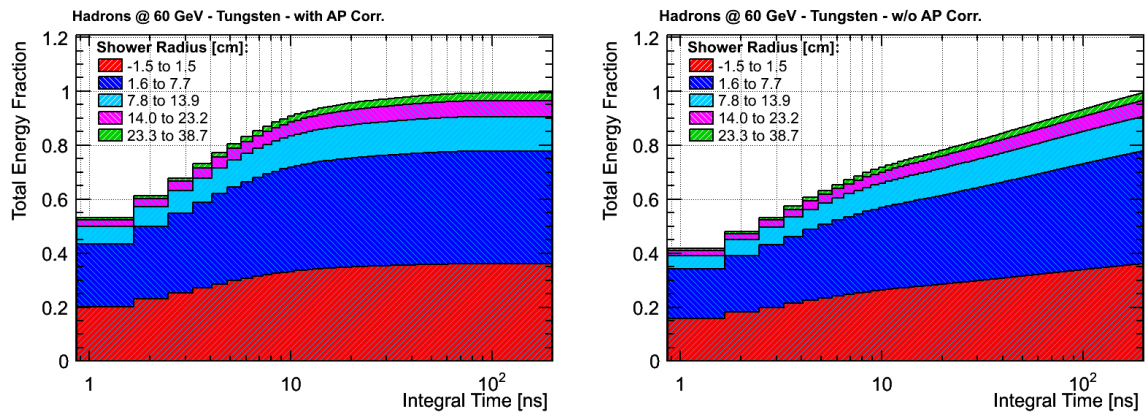 Hadrons @ 60 GeV - Tungsten - with AP Corr.
Total Energy Fraction
1.2
1
0.8
0.6
0.4
0.2
0
Shower Radius [cm]:
-1.5 to 1.5
1.6 to 7.7
7.8 to 13.9
14.0 to 23.2
23.3 to 38.7
1 10 10²
Integral Time [ns]
Hadrons @ 60 GeV - Tungsten - w/o AP Corr.
Total Energy Fraction
1.2
1
0.8
0.6
0.4
0.2
0
Shower Radius [cm]:
-1.5 to 1.5
1.6 to 7.7
7.8 to 13.9
14.0 to 23.2
23.3 to 38.7
1 10 10²
Integral Time [ns]